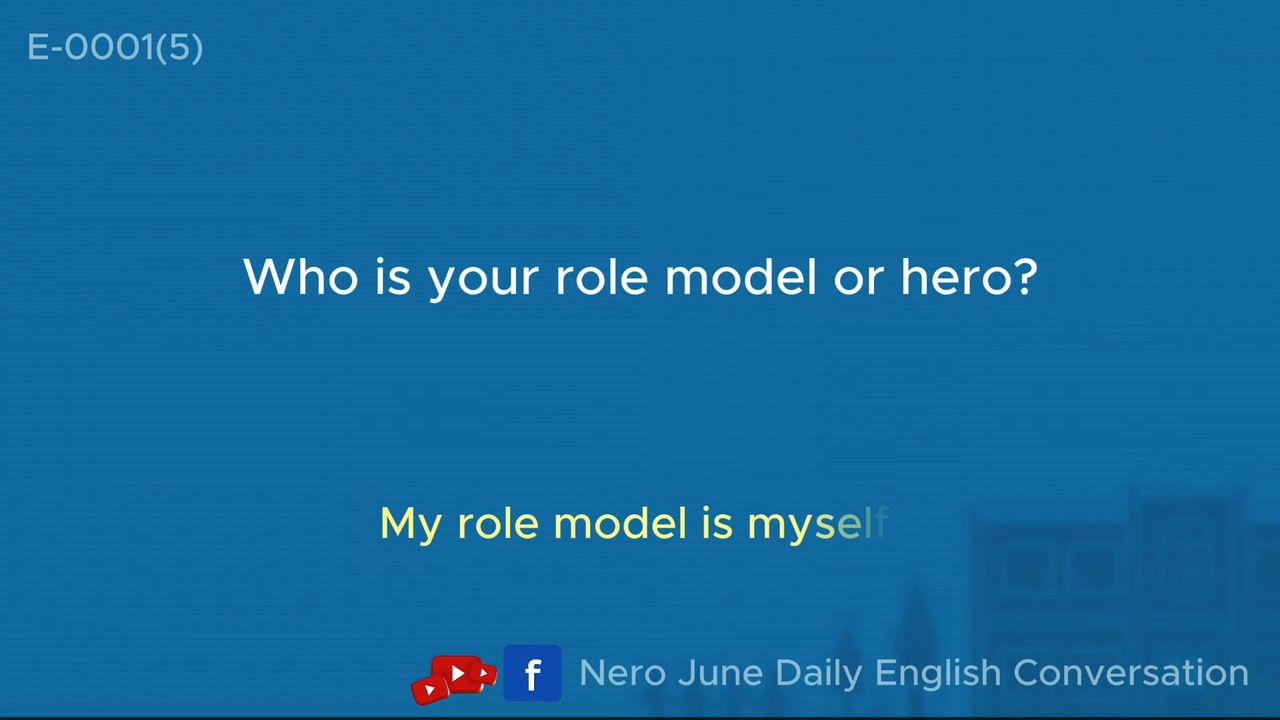 E-0001(5)
Who is your role model or hero?
My role model is myself
f Nero June Daily English Conversation